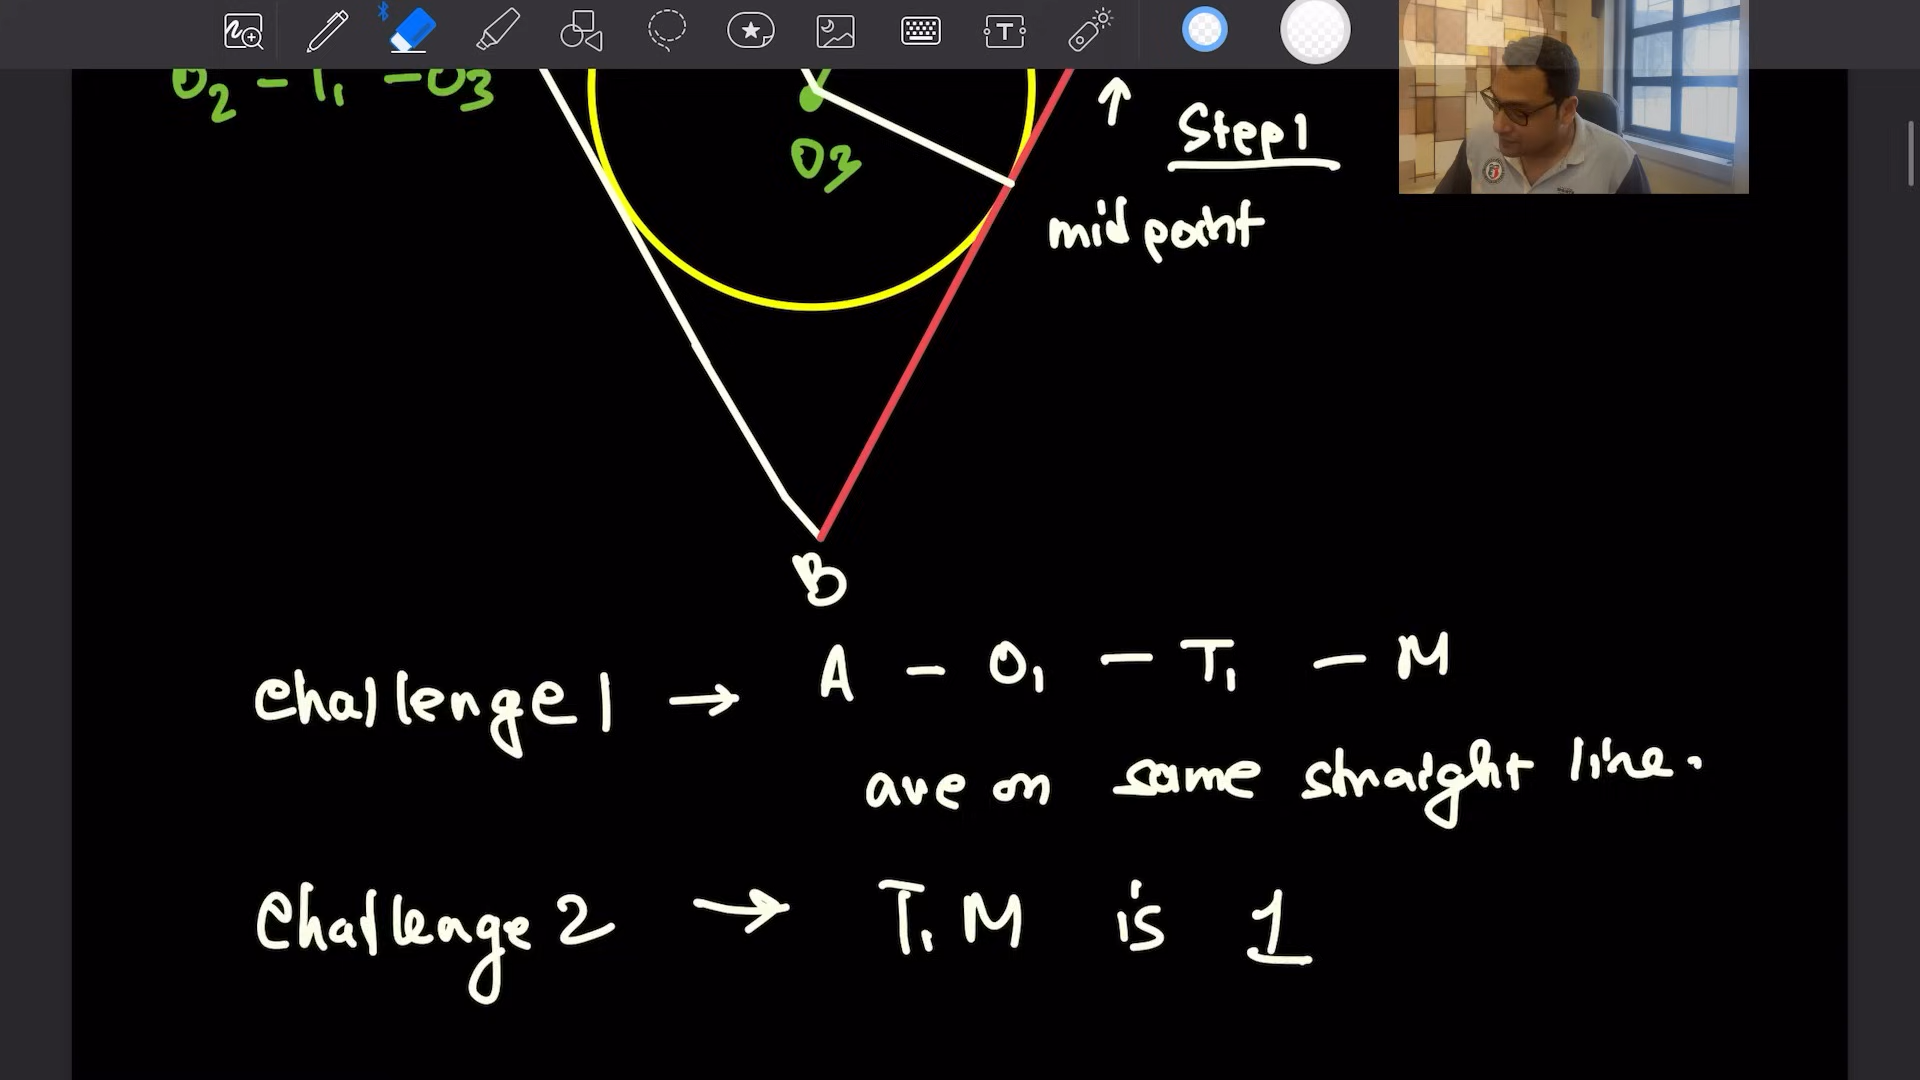 O₂ - T₁ - O₃
Step 1
O₃
mid point
B
Challenge 1 → A - O₁ - T₁ - M
are on same straight line.
Challenge 2 → T₁M is 1